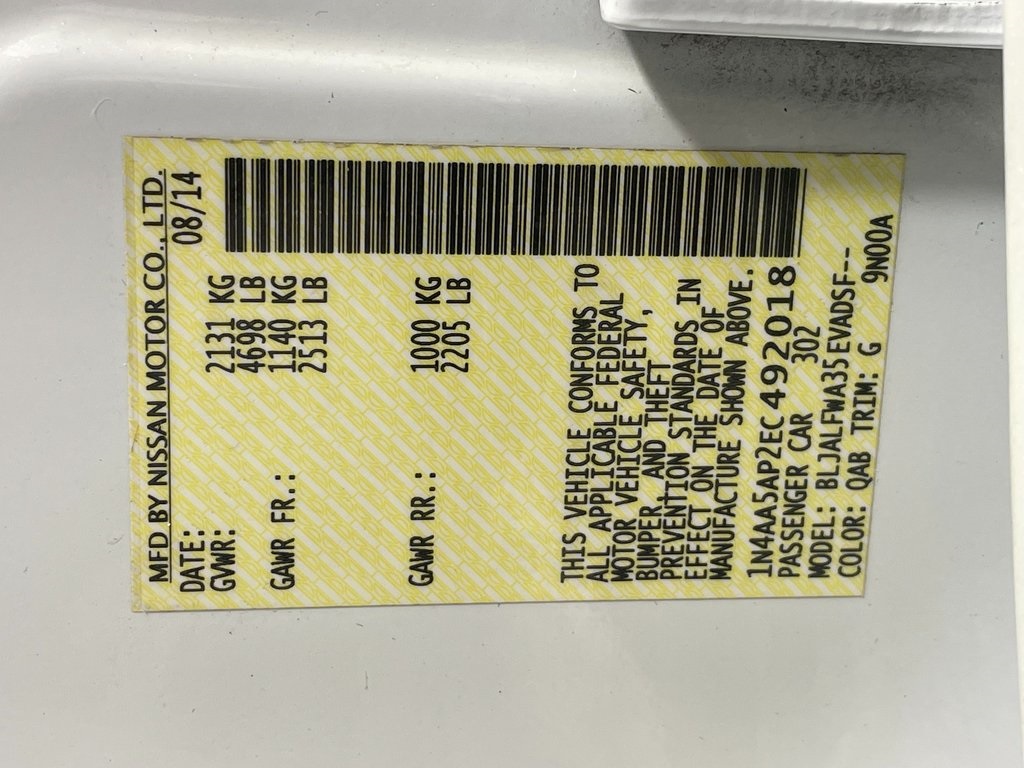 MFD BY NISSAN MOTOR CO., LTD.
DATE: 08/14
GVWR: 2131 KG
4698 LB
GAWR FR.: 1140 KG
2513 LB
GAWR RR.: 1000 KG
2205 LB
THIS VEHICLE CONFORMS TO
ALL APPLICABLE FEDERAL
MOTOR VEHICLE SAFETY,
BUMPER, AND THEFT
PREVENTION STANDARDS IN
EFFECT ON THE DATE OF
MANUFACTURE SHOWN ABOVE.
1N4AA5AP2EC492018
PASSENGER CAR 302
MODEL: BLJALFWA35EVADSF--
COLOR: QAB TRIM: G 9N00A